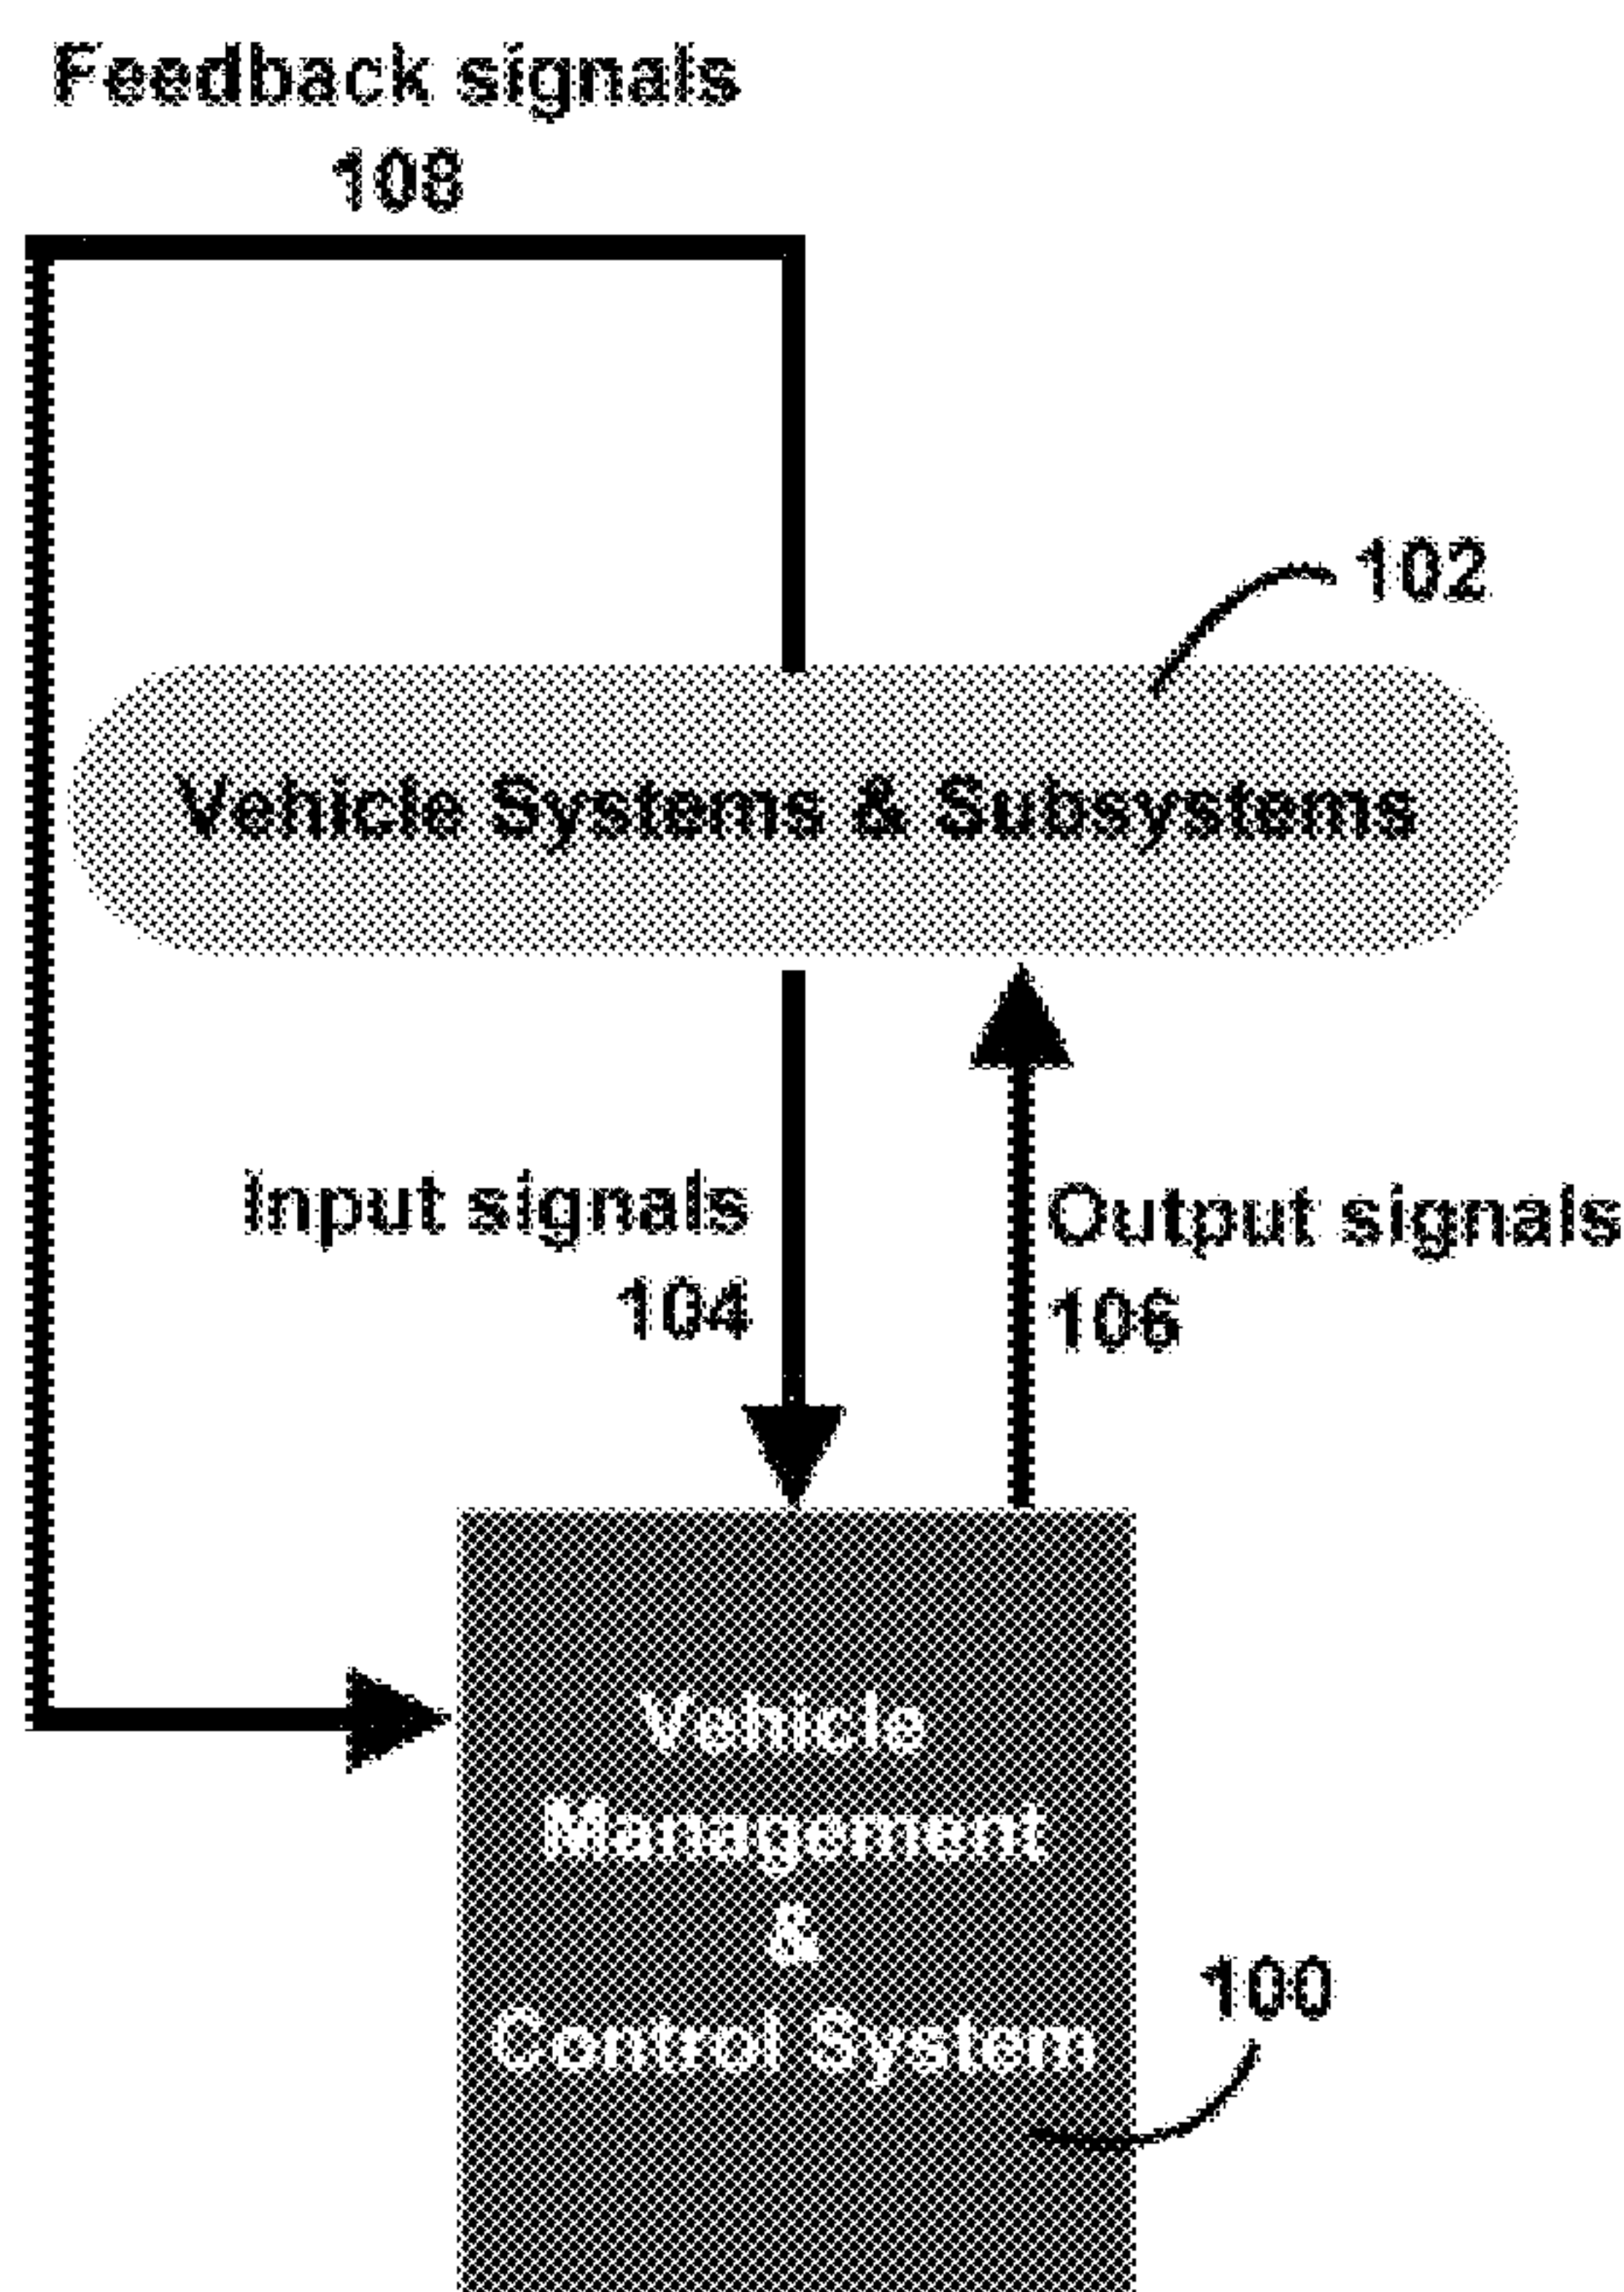 Feedback signals
108
102
Vehicle Systems & Subsystems
Input signals
104
Output signals
106
Vehicle
Management
&
Control System
100